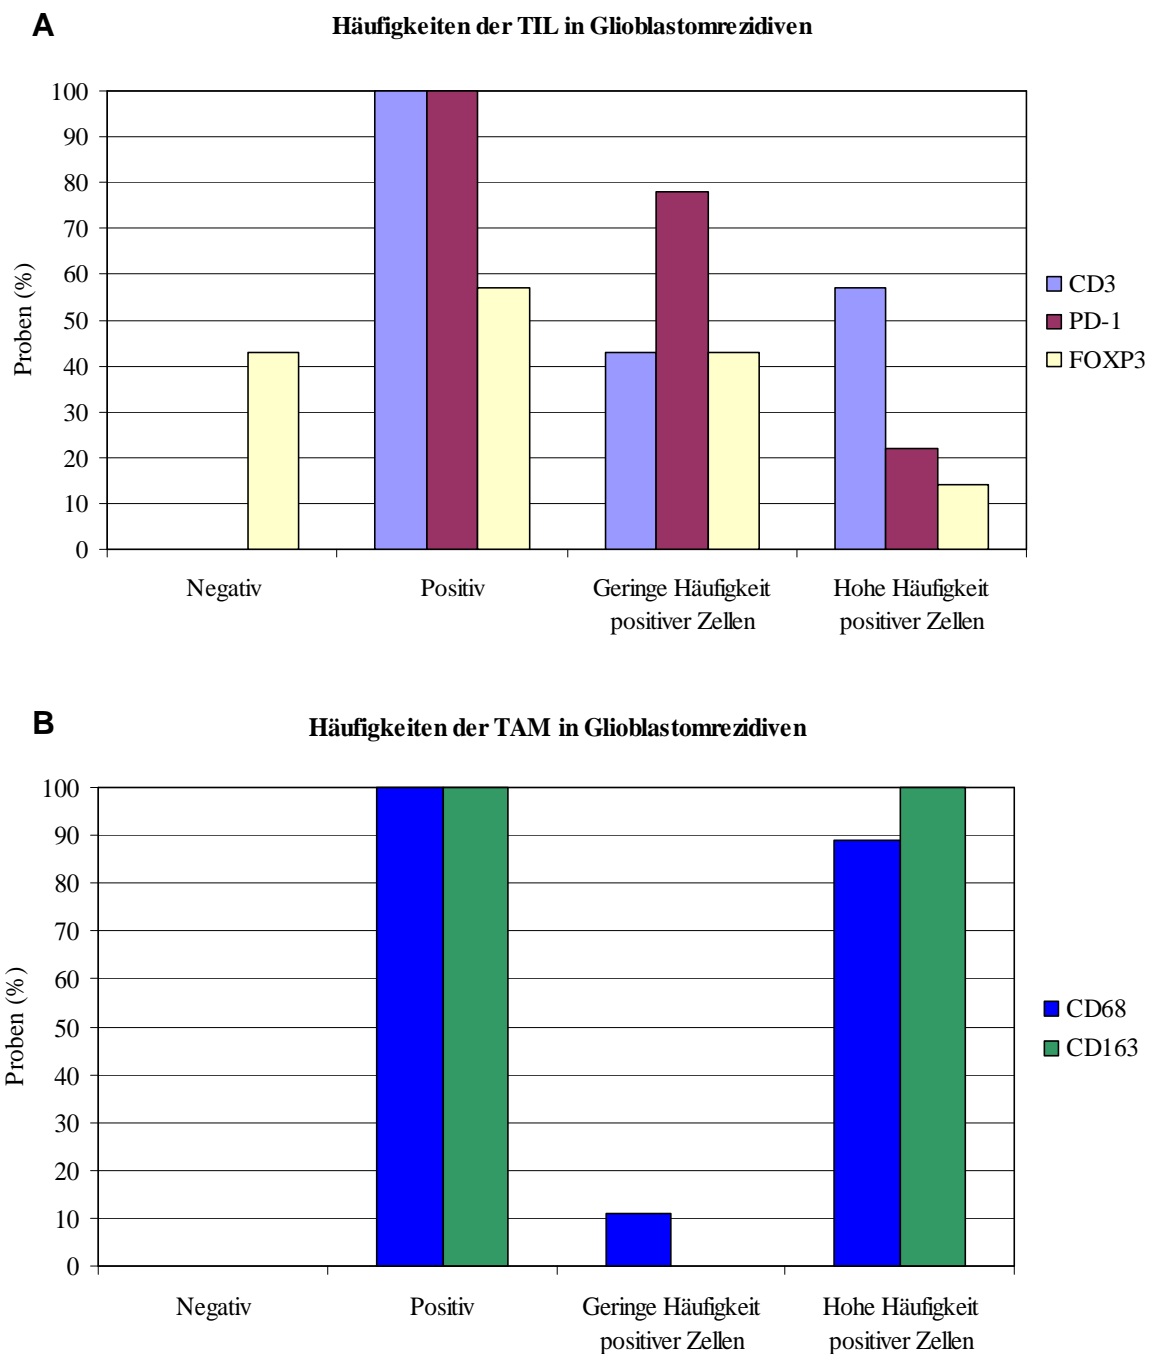 A
Häufigkeiten der TIL in Glioblastomrezidiven
100
90
80
70
60
50
40
30
20
10
0
Proben (%)
Negativ
Positiv
Geringe Häufigkeit
positiver Zellen
Hohe Häufigkeit
positiver Zellen
CD3
PD-1
FOXP3
B
Häufigkeiten der TAM in Glioblastomrezidiven
100
90
80
70
60
50
40
30
20
10
0
Proben (%)
Negativ
Positiv
Geringe Häufigkeit
positiver Zellen
Hohe Häufigkeit
positiver Zellen
CD68
CD163